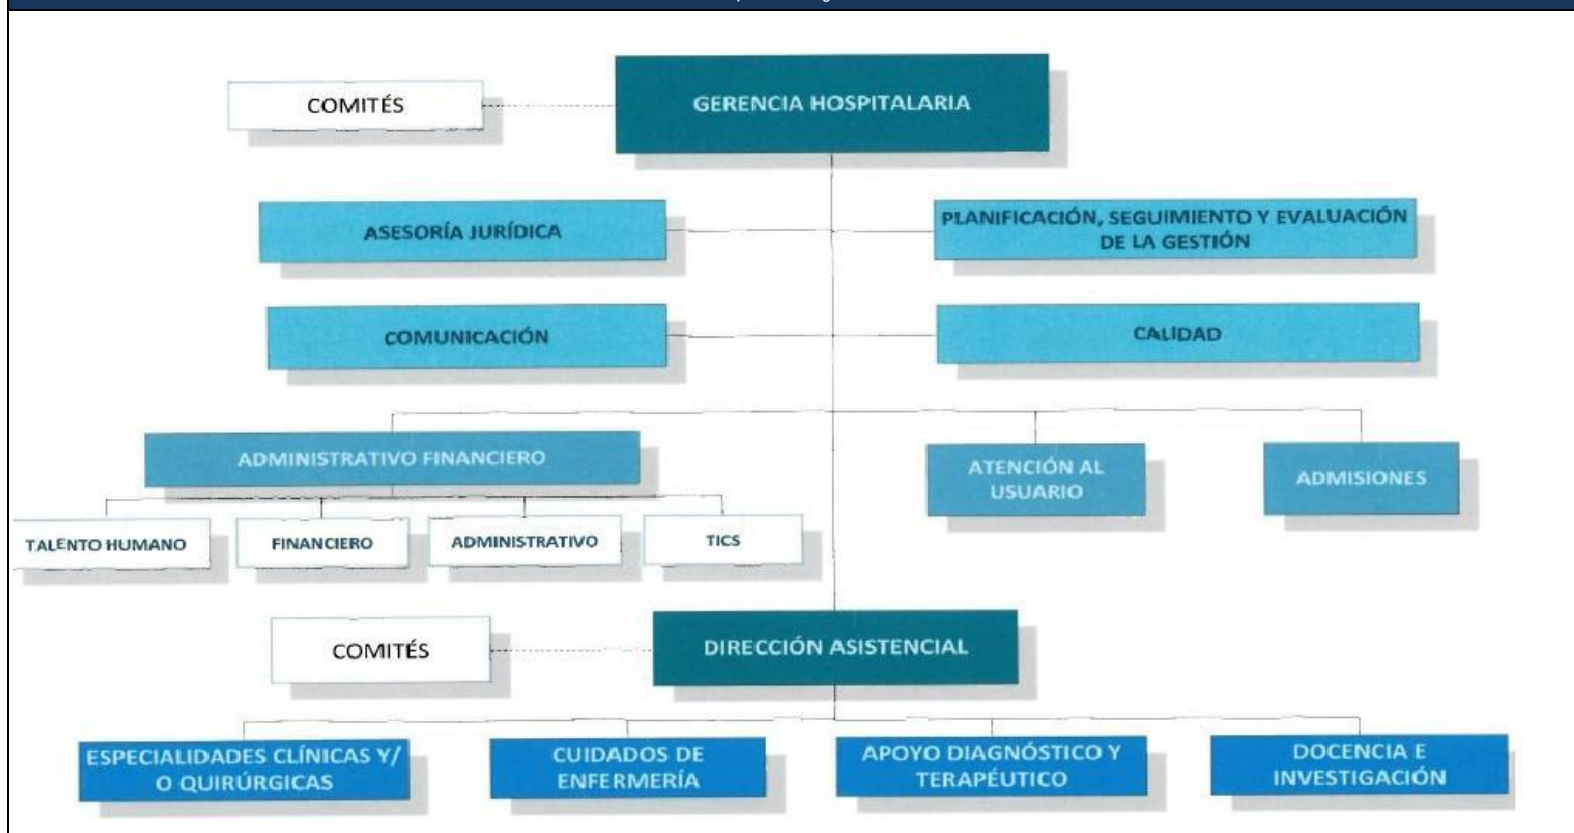 COMITÉS
GERENCIA HOSPITALARIA
ASESORÍA JURÍDICA
PLANIFICACIÓN, SEGUIMIENTO Y EVALUACIÓN
DE LA GESTIÓN
COMUNICACIÓN
CALIDAD
ADMINISTRATIVO FINANCIERO
ATENCIÓN AL
USUARIO
ADMISIONES
TALENTO HUMANO
FINANCIERO
ADMINISTRATIVO
TICS
COMITÉS
DIRECCIÓN ASISTENCIAL
ESPECIALIDADES CLÍNICAS Y/
O QUIRÚRGICAS
CUIDADOS DE
ENFERMERÍA
APOYO DIAGNÓSTICO Y
TERAPÉUTICO
DOCENCIA E
INVESTIGACIÓN